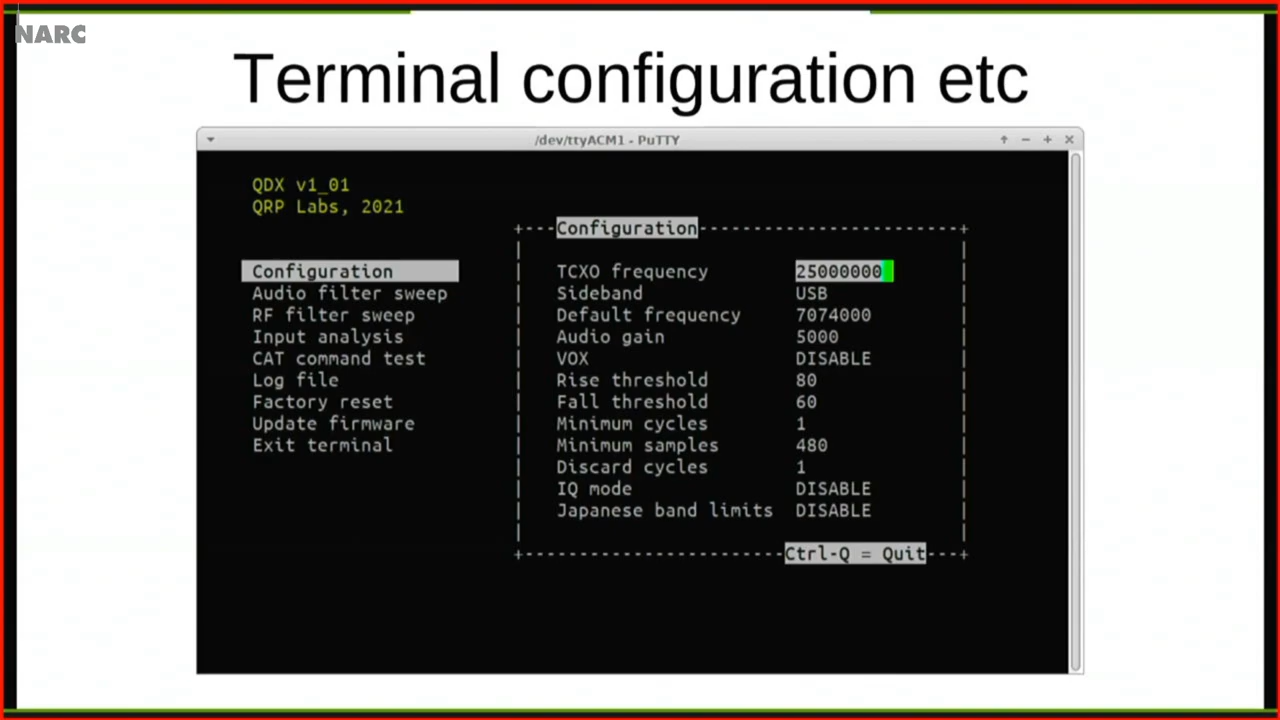 NARC
Terminal configuration etc
/dev/ttyACM1 - PuTTY
QDX v1_01
QRP Labs, 2021
Configuration
Audio filter sweep
RF filter sweep
Input analysis
CAT command test
Log file
Factory reset
Update firmware
Exit terminal
Configuration
TCXO frequency 25000000
Sideband USB
Default frequency 7074000
Audio gain 5000
VOX DISABLE
Rise threshold 80
Fall threshold 60
Minimum cycles 1
Minimum samples 480
Discard cycles 1
IQ mode DISABLE
Japanese band limits DISABLE
Ctrl-Q = Quit